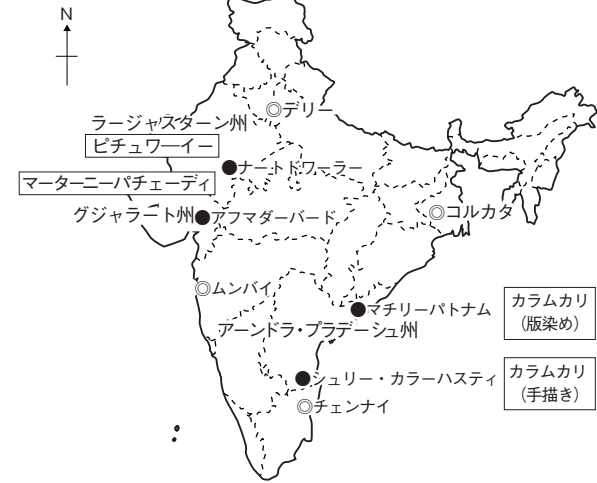 N
デリー
ラージャスターン州
ピチュワーイー
ナートドワーラー
マーターニーパチェーディ
グジャラート州
アフマダーバード
コルカタ
ムンバイ
マチリーパトナム
カラムカリ
（版染め）
アーンドラ・プラデーシュ州
シュリー・カラーハスティ
カラムカリ
（手描き）
チェンナイ